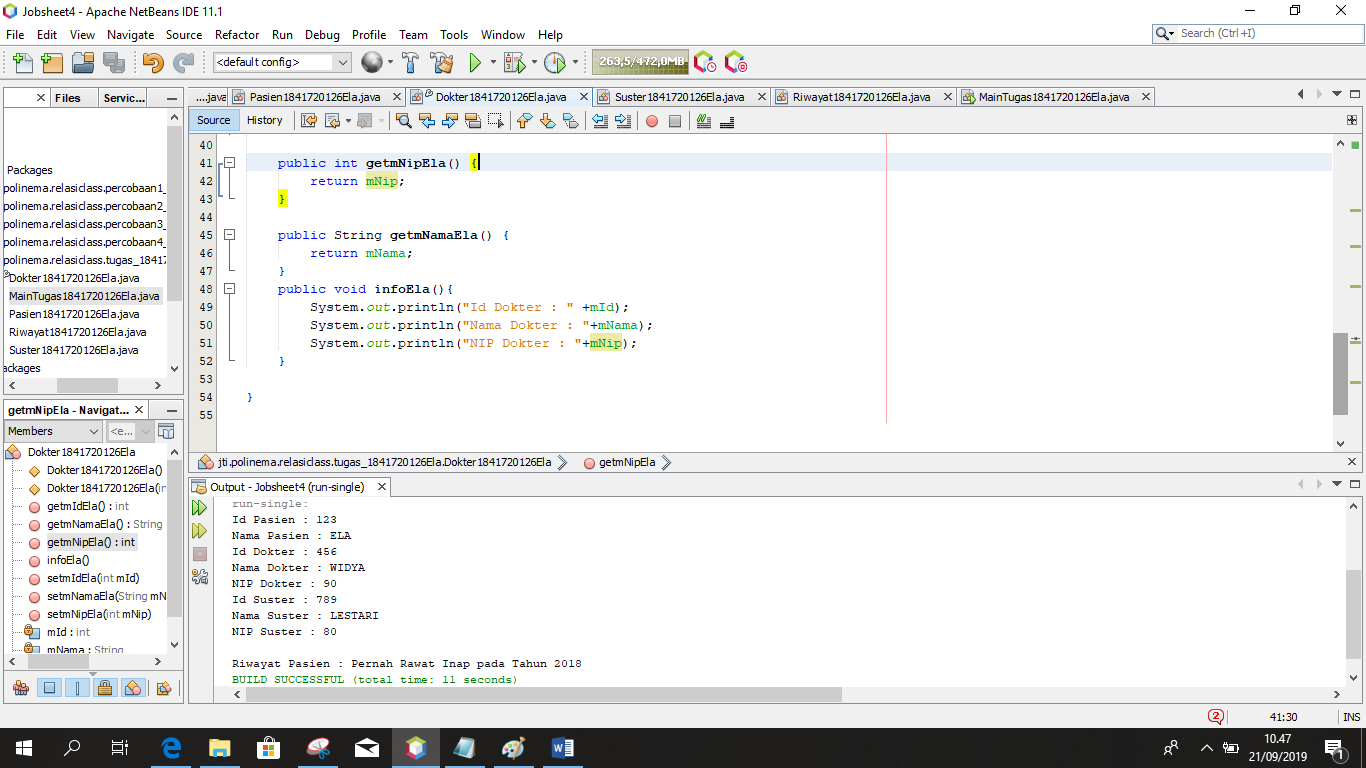 Jobsheet4 - Apache NetBeans IDE 11.1
File Edit View Navigate Source Refactor Run Debug Profile Team Tools Window Help
Search (Ctrl+I)
<default config>
263,5/472,0MB
Files Servic...
....java Pasien1841720126Ela.java Dokter1841720126Ela.java Suster1841720126Ela.java Riwayat1841720126Ela.java MainTugas1841720126Ela.java
Source History
Packages
polinema.relasiclass.percobaan1_
polinema.relasiclass.percobaan2_
polinema.relasiclass.percobaan3_
polinema.relasiclass.percobaan4_
polinema.relasiclass.tugas_1841
Dokter1841720126Ela.java
MainTugas1841720126Ela.java
Pasien1841720126Ela.java
Riwayat1841720126Ela.java
Suster1841720126Ela.java
ackages
40
41 public int getmNipEla() {
42 return mNip;
43 }
44
45 public String getmNamaEla() {
46 return mNama;
47 }
48 public void infoEla(){
49 System.out.println("Id Dokter : " +mId);
50 System.out.println("Nama Dokter : "+mNama);
51 System.out.println("NIP Dokter : "+mNip);
52 }
53
54 }
55
jti.polinema.relasiclass.tugas_1841720126Ela.Dokter1841720126Ela getmNipEla
getmNipEla - Navigat...
Members <e...
Dokter1841720126Ela
Dokter1841720126Ela()
Dokter1841720126Ela(in
getmIdEla() : int
getmNamaEla() : String
getmNipEla() : int
infoEla()
setmIdEla(int mId)
setmNamaEla(String mN
setmNipEla(int mNip)
mId : int
mNama : String
Output - Jobsheet4 (run-single)
run-single:
Id Pasien : 123
Nama Pasien : ELA
Id Dokter : 456
Nama Dokter : WIDYA
NIP Dokter : 90
Id Suster : 789
Nama Suster : LESTARI
NIP Suster : 80
Riwayat Pasien : Pernah Rawat Inap pada Tahun 2018
BUILD SUCCESSFUL (total time: 11 seconds)
2 41:30 INS
10.47
21/09/2019
1